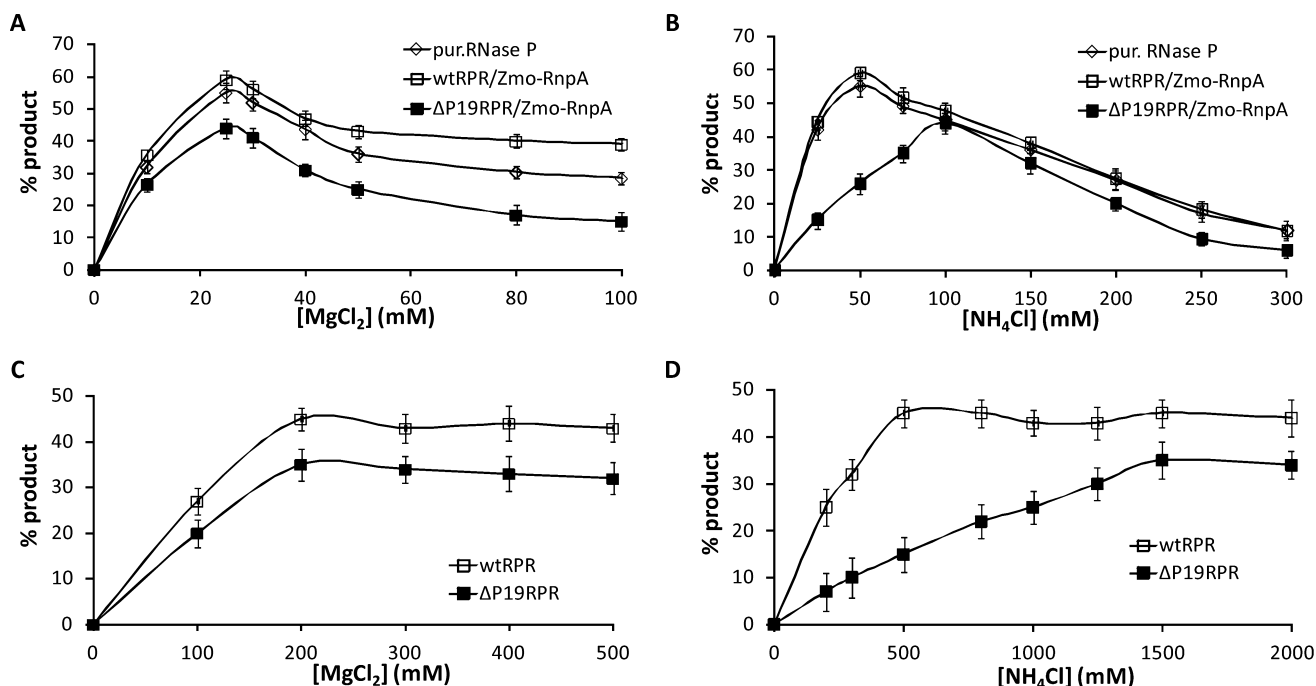 A
70
60
50
40
30
20
10
0
% product
pur.RNase P
wtRPR/Zmo-RnpA
ΔP19RPR/Zmo-RnpA
0 20 40 60 80 100
[MgCl₂] (mM)
B
70
60
50
40
30
20
10
0
% product
pur. RNase P
wtRPR/Zmo-RnpA
ΔP19RPR/Zmo-RnpA
0 50 100 150 200 250 300
[NH₄Cl] (mM)
C
50
40
30
20
10
0
% product
wtRPR
ΔP19RPR
0 100 200 300 400 500
[MgCl₂] (mM)
D
50
40
30
20
10
0
% product
wtRPR
ΔP19RPR
0 500 1000 1500 2000
[NH₄Cl] (mM)